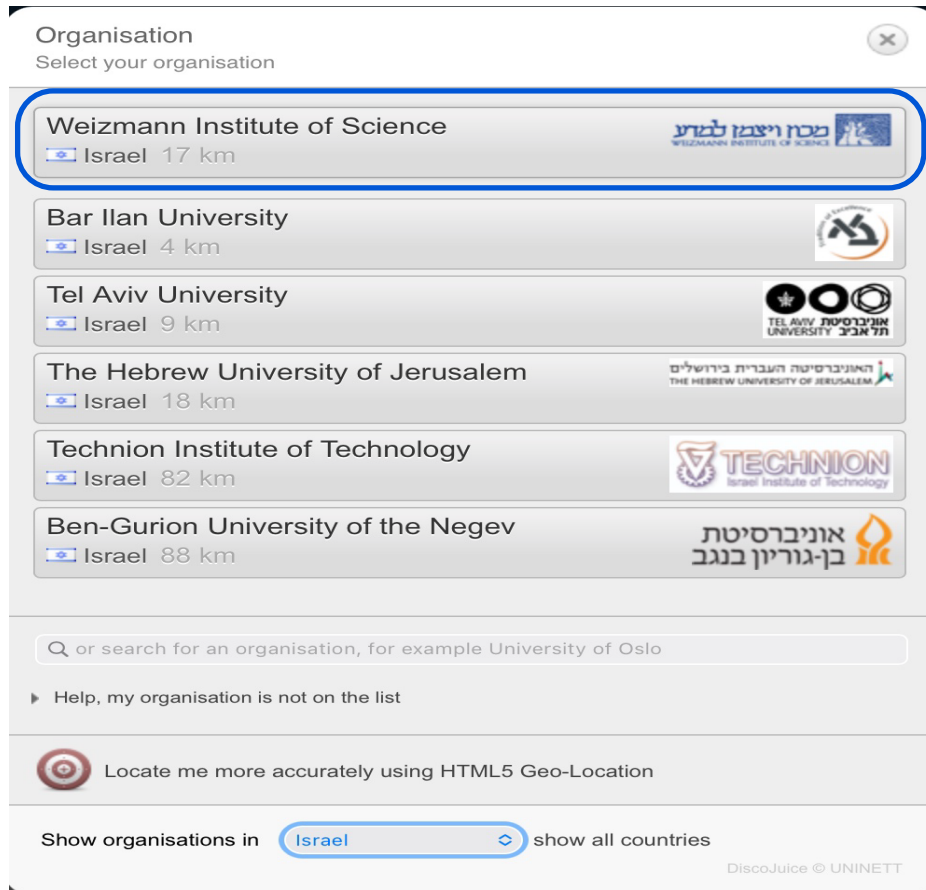 Organisation
Select your organisation
Weizmann Institute of Science
Israel 17 km
מכון ויצמן למדע
WEIZMANN INSTITUTE OF SCIENCE
Bar Ilan University
Israel 4 km
Tel Aviv University
Israel 9 km
TEL AVIV אוניברסיטת
UNIVERSITY תל אביב
The Hebrew University of Jerusalem
Israel 18 km
האוניברסיטה העברית בירושלים
THE HEBREW UNIVERSITY OF JERUSALEM
Technion Institute of Technology
Israel 82 km
TECHNION
Israel Institute of Technology
Ben-Gurion University of the Negev
Israel 88 km
אוניברסיטת
בן-גוריון בנגב
or search for an organisation, for example University of Oslo
Help, my organisation is not on the list
Locate me more accurately using HTML5 Geo-Location
Show organisations in Israel show all countries
DiscoJuice © UNINETT